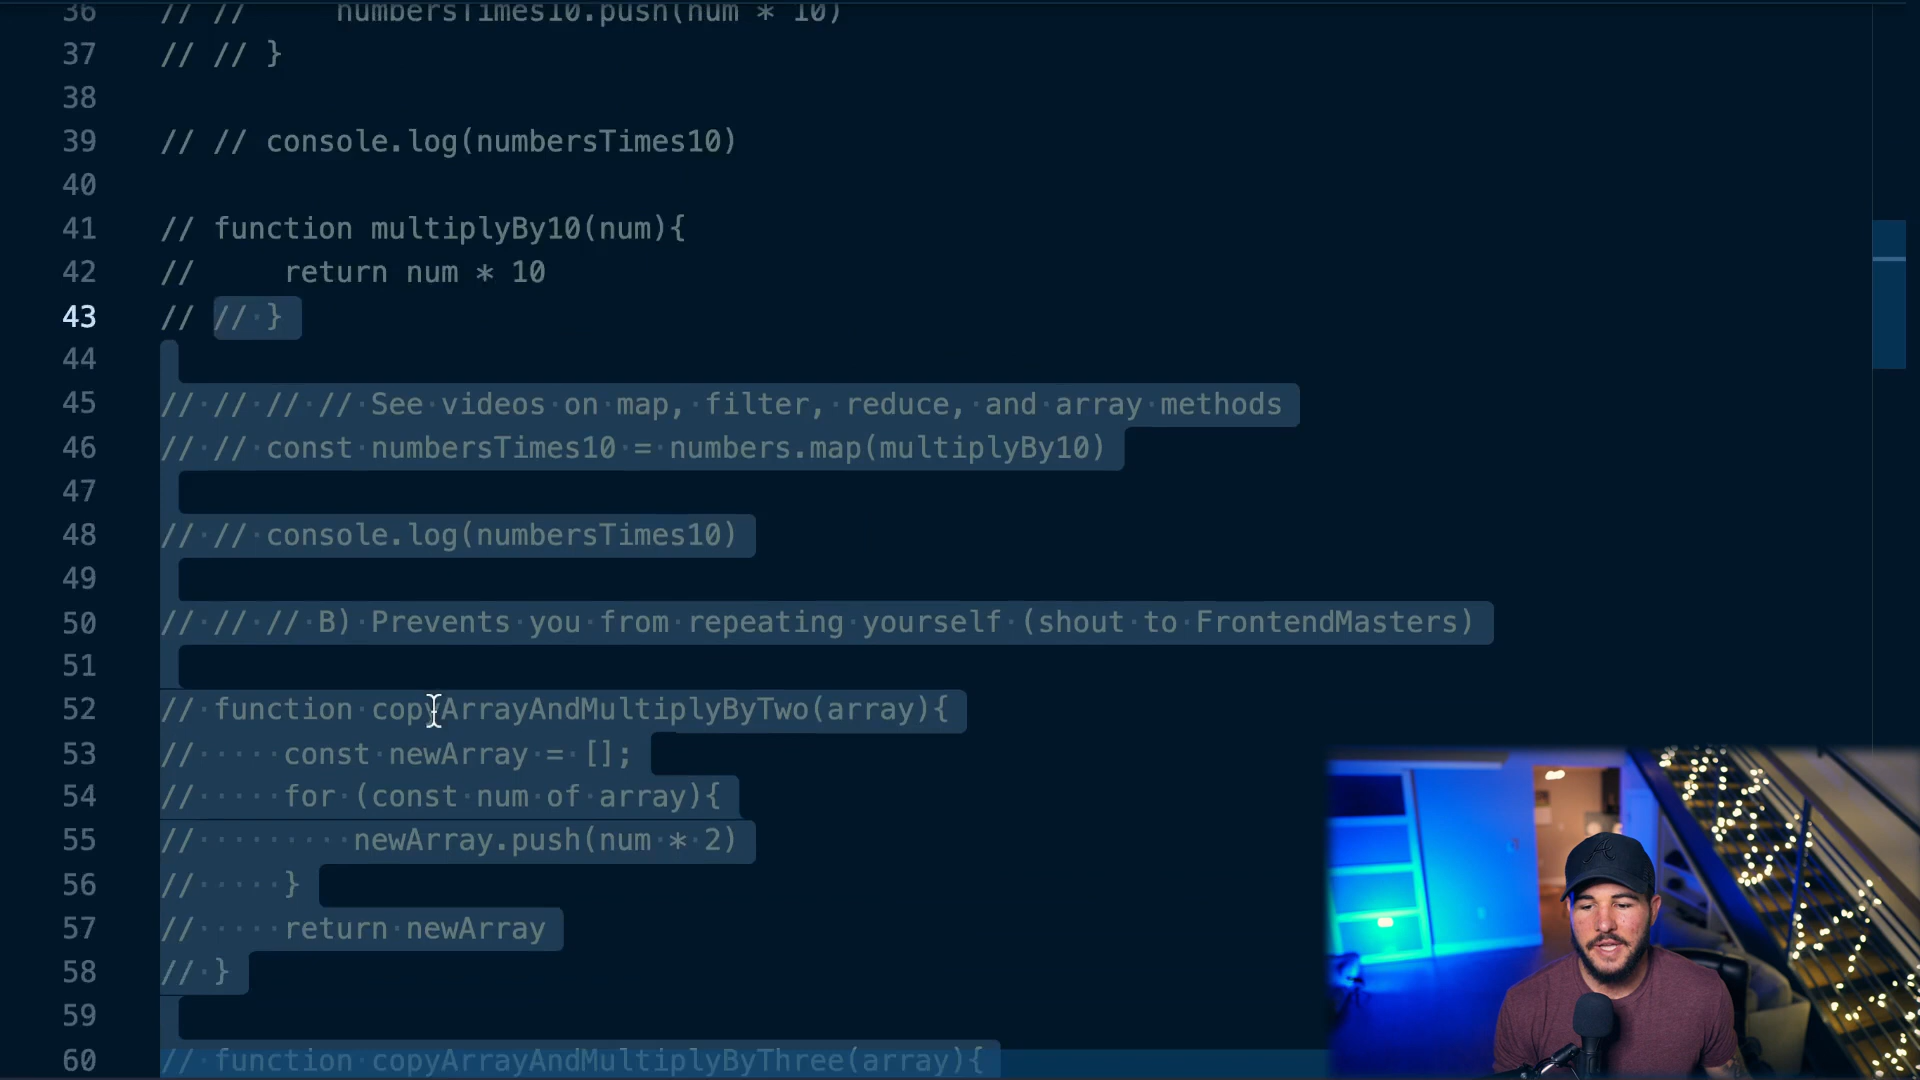 36 // //     numbersTimes10.push(num * 10)
37 // // }
38
39 // // console.log(numbersTimes10)
40
41 // function multiplyBy10(num){
42 //     return num * 10
43 // // }
44
45 // // // // See videos on map, filter, reduce, and array methods
46 // // const numbersTimes10 = numbers.map(multiplyBy10)
47
48 // // console.log(numbersTimes10)
49
50 // // // B) Prevents you from repeating yourself (shout to FrontendMasters)
51
52 // function copyArrayAndMultiplyByTwo(array){
53 //     const newArray = [];
54 //     for (const num of array){
55 //         newArray.push(num * 2)
56 //     }
57 //     return newArray
58 // }
59
60 // function copyArrayAndMultiplyByThree(array){